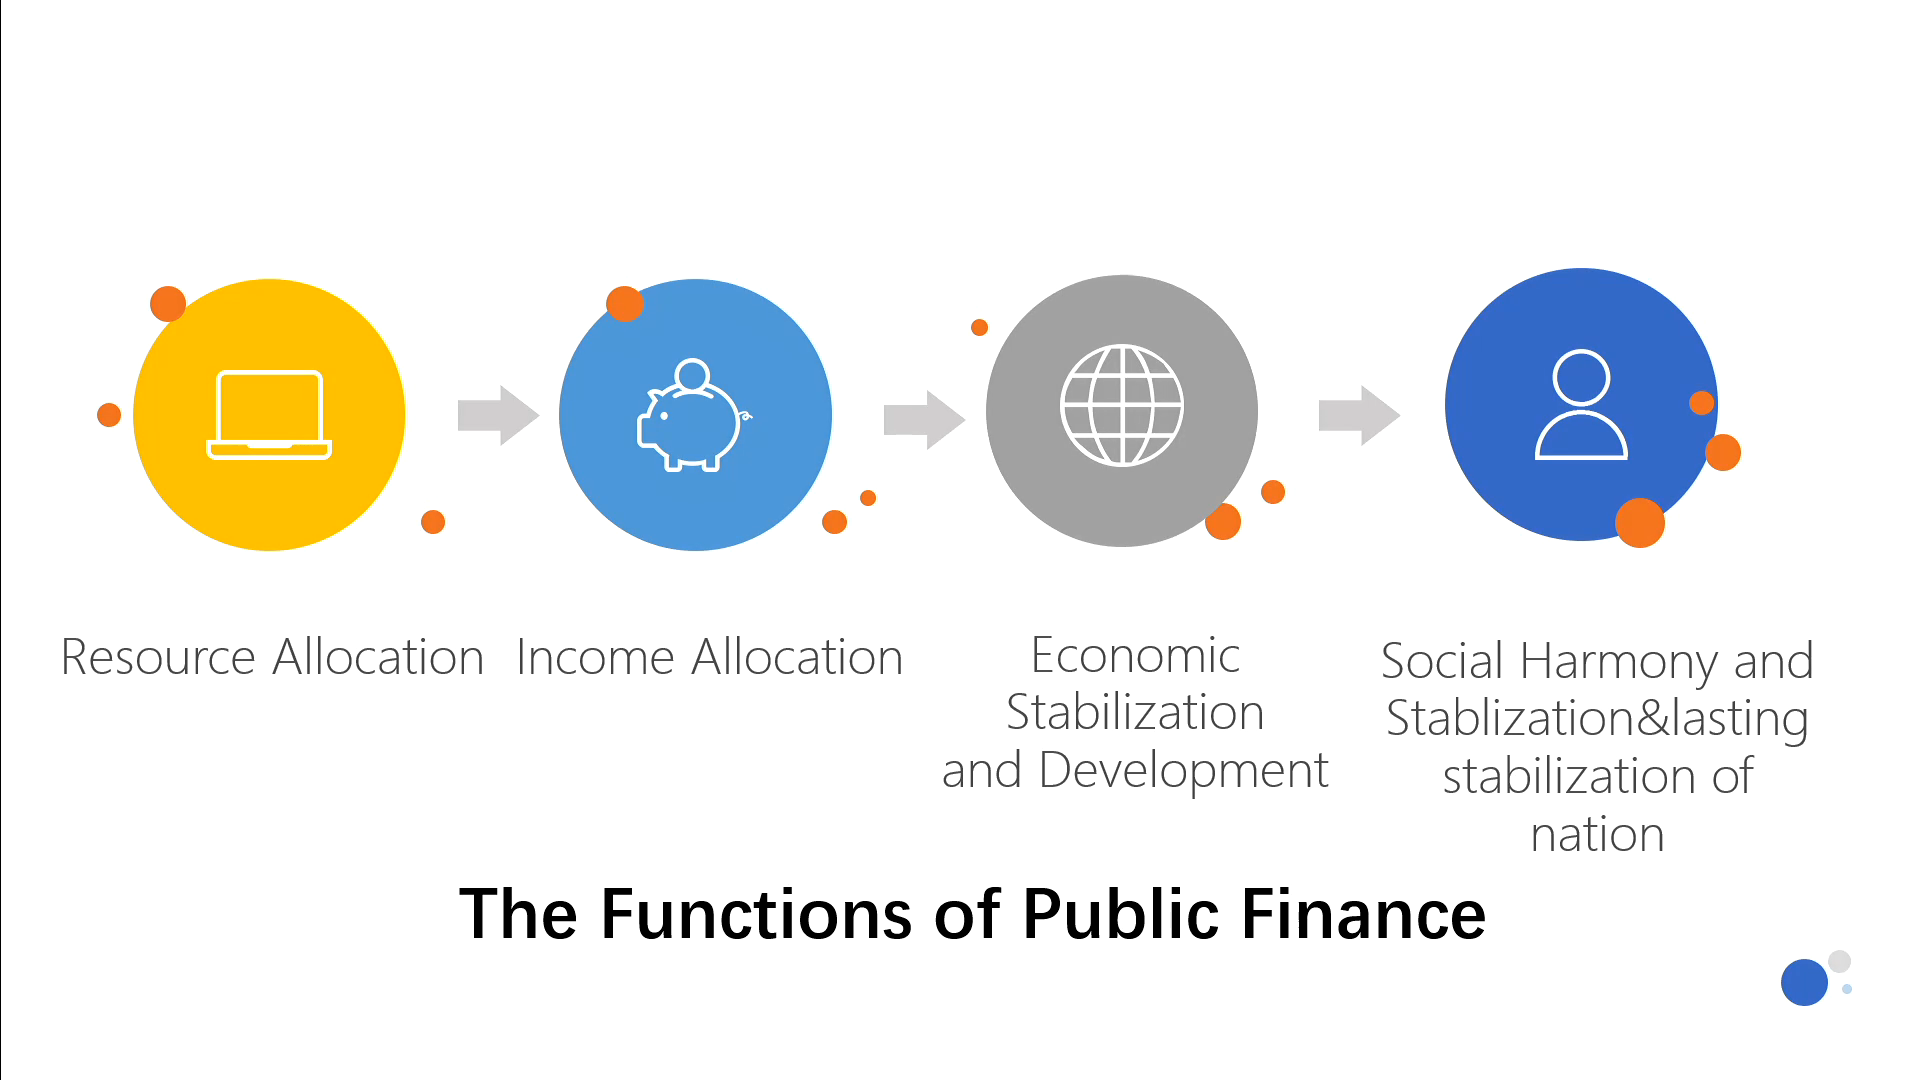 Resource Allocation
Income Allocation
Economic
Stabilization
and Development
Social Harmony and
Stablization&lasting
stabilization of
nation
The Functions of Public Finance